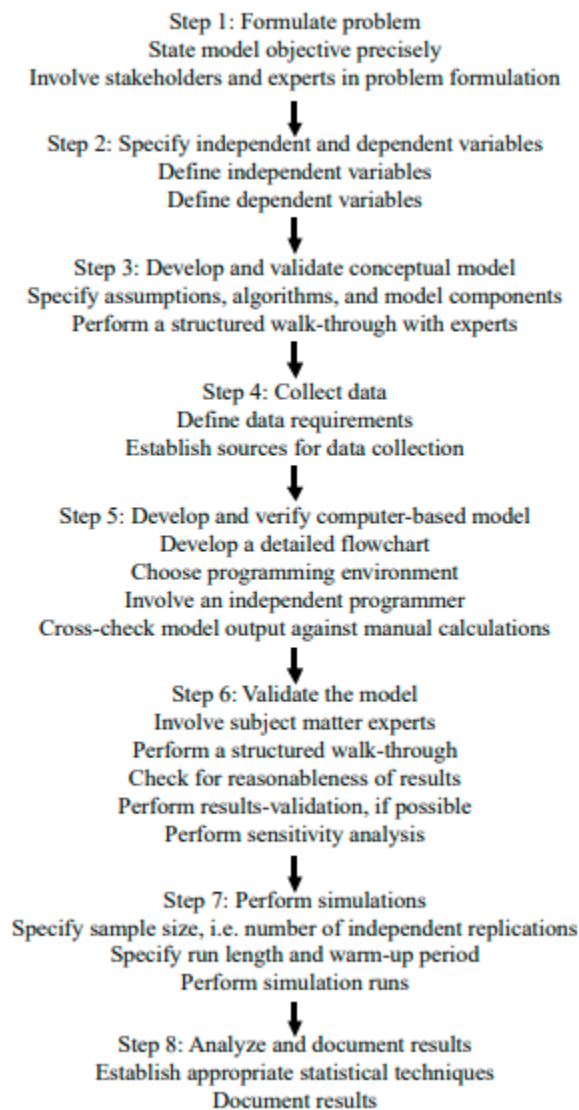 Step 1: Formulate problem
State model objective precisely
Involve stakeholders and experts in problem formulation
Step 2: Specify independent and dependent variables
Define independent variables
Define dependent variables
Step 3: Develop and validate conceptual model
Specify assumptions, algorithms, and model components
Perform a structured walk-through with experts
Step 4: Collect data
Define data requirements
Establish sources for data collection
Step 5: Develop and verify computer-based model
Develop a detailed flowchart
Choose programming environment
Involve an independent programmer
Cross-check model output against manual calculations
Step 6: Validate the model
Involve subject matter experts
Perform a structured walk-through
Check for reasonableness of results
Perform results-validation, if possible
Perform sensitivity analysis
Step 7: Perform simulations
Specify sample size, i.e. number of independent replications
Specify run length and warm-up period
Perform simulation runs
Step 8: Analyze and document results
Establish appropriate statistical techniques
Document results